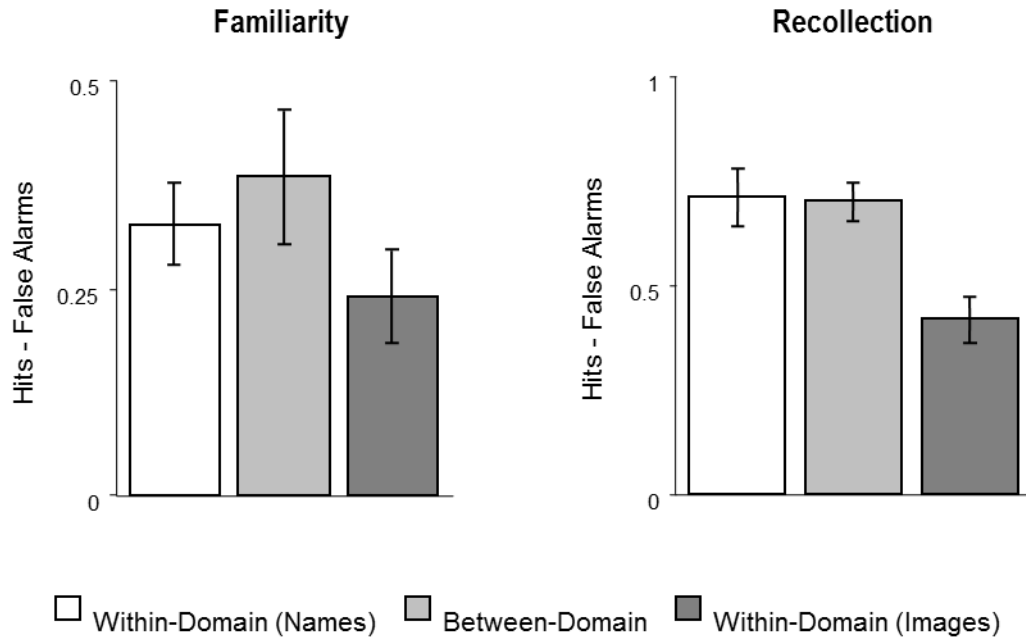 Familiarity
0.5
0.25
0
Hits - False Alarms
Recollection
1
0.5
0
Hits - False Alarms
Within-Domain (Names)
Between-Domain
Within-Domain (Images)